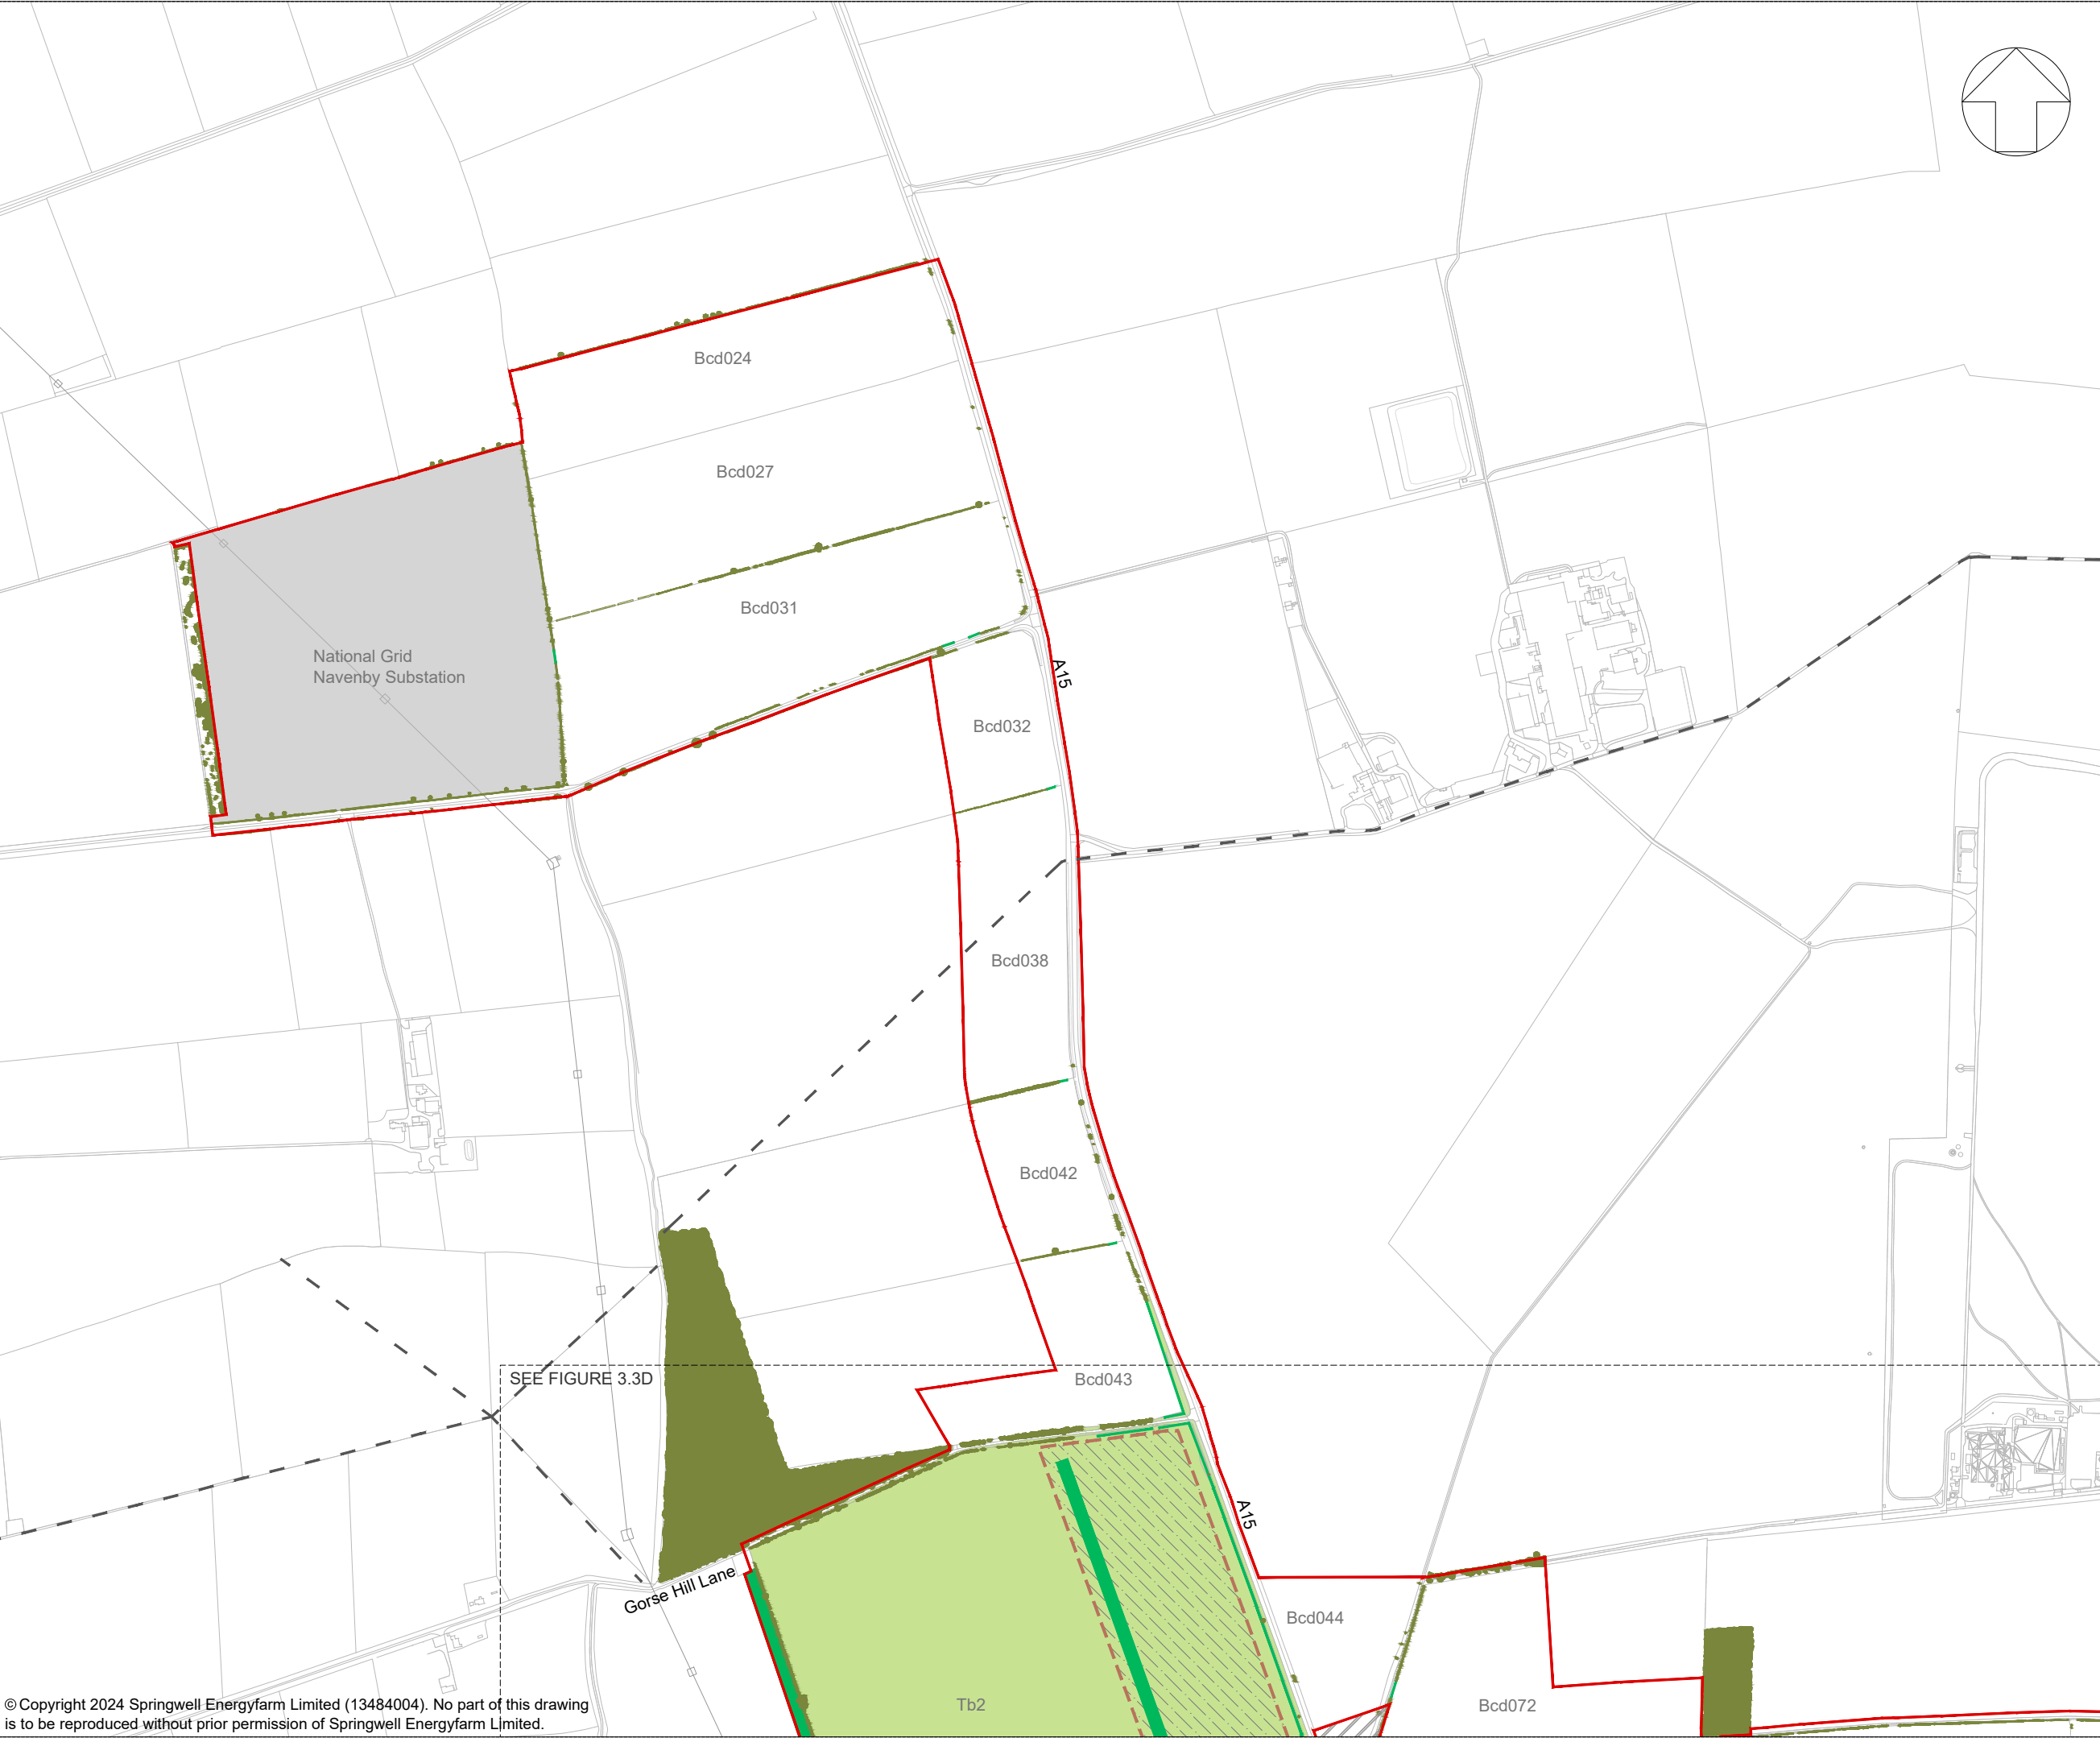 Bcd024
Bcd027
Bcd031
National Grid
Navenby Substation
A15
Bcd032
Bcd038
Bcd042
SEE FIGURE 3.3D
Bcd043
A15
Gorse Hill Lane
Bcd044
Tb2
Bcd072
© Copyright 2024 Springwell Energyfarm Limited (13484004). No part of this drawing
is to be reproduced without prior permission of Springwell Energyfarm Limited.